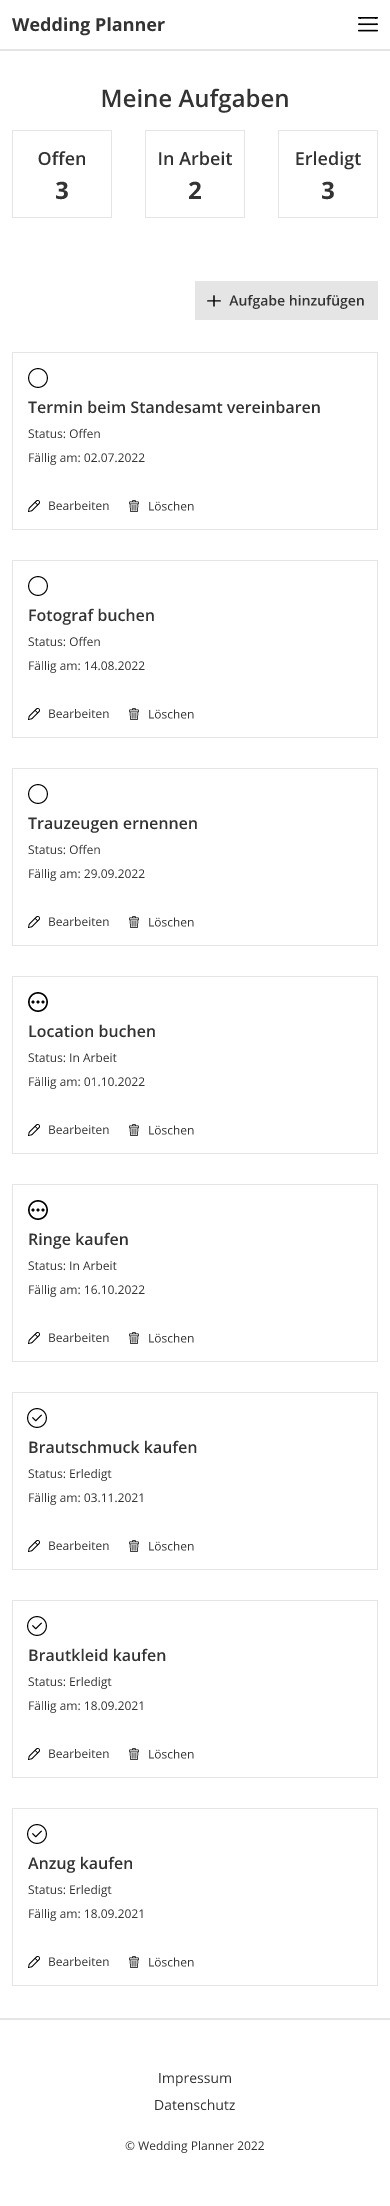 Wedding Planner
Meine Aufgaben
Offen
3
In Arbeit
2
Erledigt
3
Aufgabe hinzufügen
Termin beim Standesamt vereinbaren
Status: Offen
Fällig am: 02.07.2022
Bearbeiten Löschen
Fotograf buchen
Status: Offen
Fällig am: 14.08.2022
Bearbeiten Löschen
Trauzeugen ernennen
Status: Offen
Fällig am: 29.09.2022
Bearbeiten Löschen
Location buchen
Status: In Arbeit
Fällig am: 01.10.2022
Bearbeiten Löschen
Ringe kaufen
Status: In Arbeit
Fällig am: 16.10.2022
Bearbeiten Löschen
Brautschmuck kaufen
Status: Erledigt
Fällig am: 03.11.2021
Bearbeiten Löschen
Brautkleid kaufen
Status: Erledigt
Fällig am: 18.09.2021
Bearbeiten Löschen
Anzug kaufen
Status: Erledigt
Fällig am: 18.09.2021
Bearbeiten Löschen
Impressum
Datenschutz
© Wedding Planner 2022